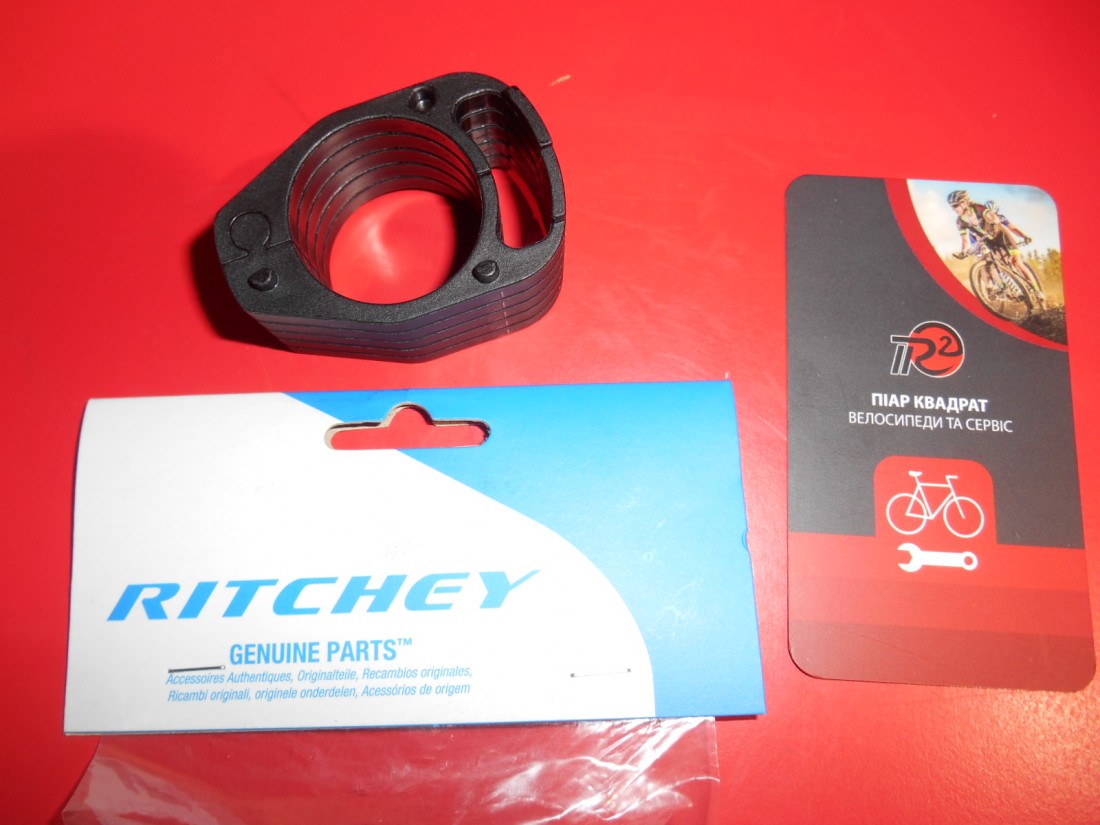 RITCHEY
GENUINE PARTS™
Accessoires Authentiques, Originalteile, Recambios originales,
Ricambi originali, originele onderdelen, Acessórios de origem
ПR2
ПІАР КВАДРАТ
ВЕЛОСИПЕДИ ТА СЕРВІС